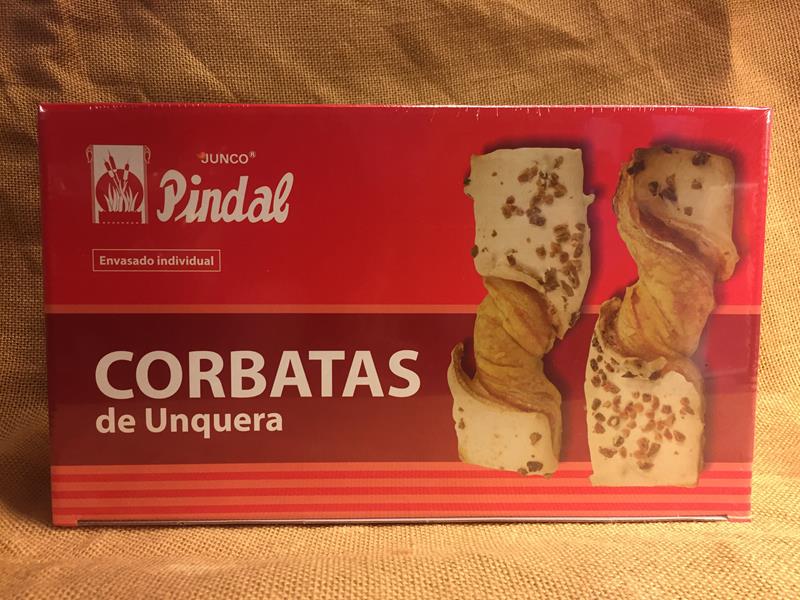 JUNCO®
Pindal
Envasado individual
CORBATAS
de Unquera